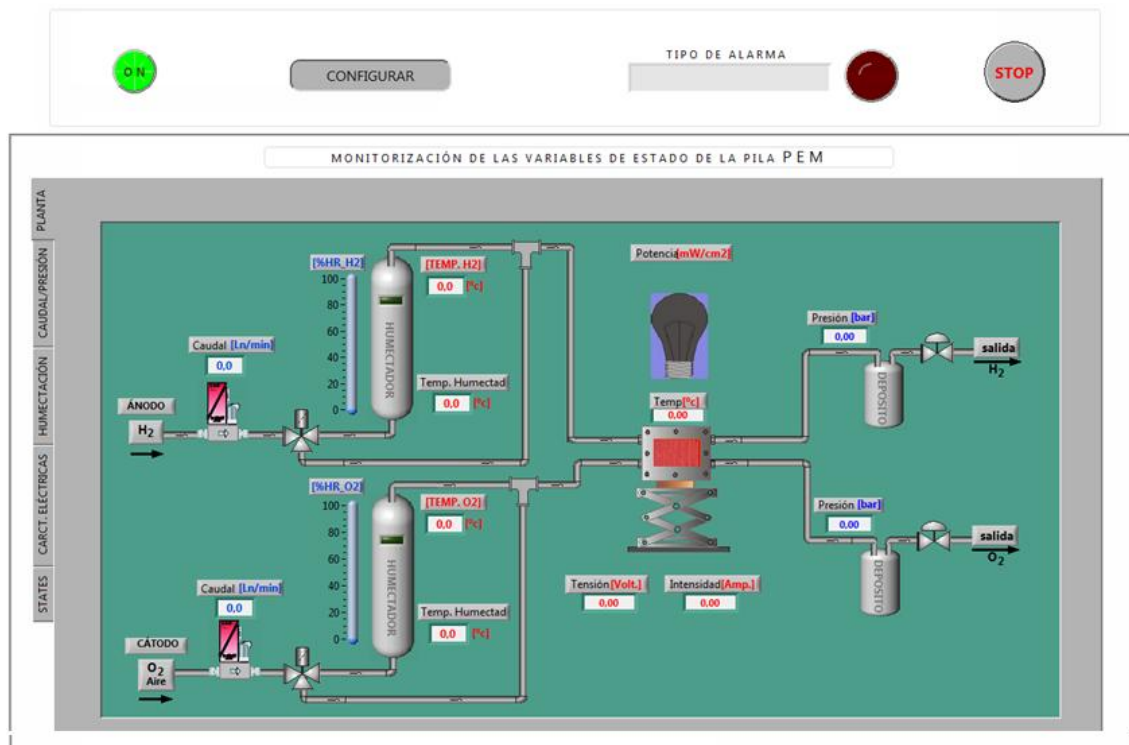 TIPO DE ALARMA
ON
CONFIGURAR
STOP
MONITORIZACIÓN DE LAS VARIABLES DE ESTADO DE LA PILA PEM
PLANTA
CAUDAL/PRESIÓN
HUMECTACIÓN
CARCT. ELÉCTRICAS
STATES
[%HR_H2]
100
80
60
40
20
0
[TEMP. H2]
0,0 [ºc]
HUMECTADOR
Temp. Humectad
0,0 [ºc]
Caudal [Ln/min]
0,0
ÁNODO
H2
Potencia[mW/cm2]
Temp[ºc]
0,00
Presión [bar]
0,00
DEPOSITO
salida
H2
[%HR_O2]
100
80
60
40
20
0
[TEMP. O2]
0,0 [ºc]
HUMECTADOR
Temp. Humectad
0,0 [ºc]
Caudal [Ln/min]
0,0
CÁTODO
O2
Aire
Tensión[Volt.]
0,00
Intensidad[Amp.]
0,00
Presión [bar]
0,00
DEPOSITO
salida
O2